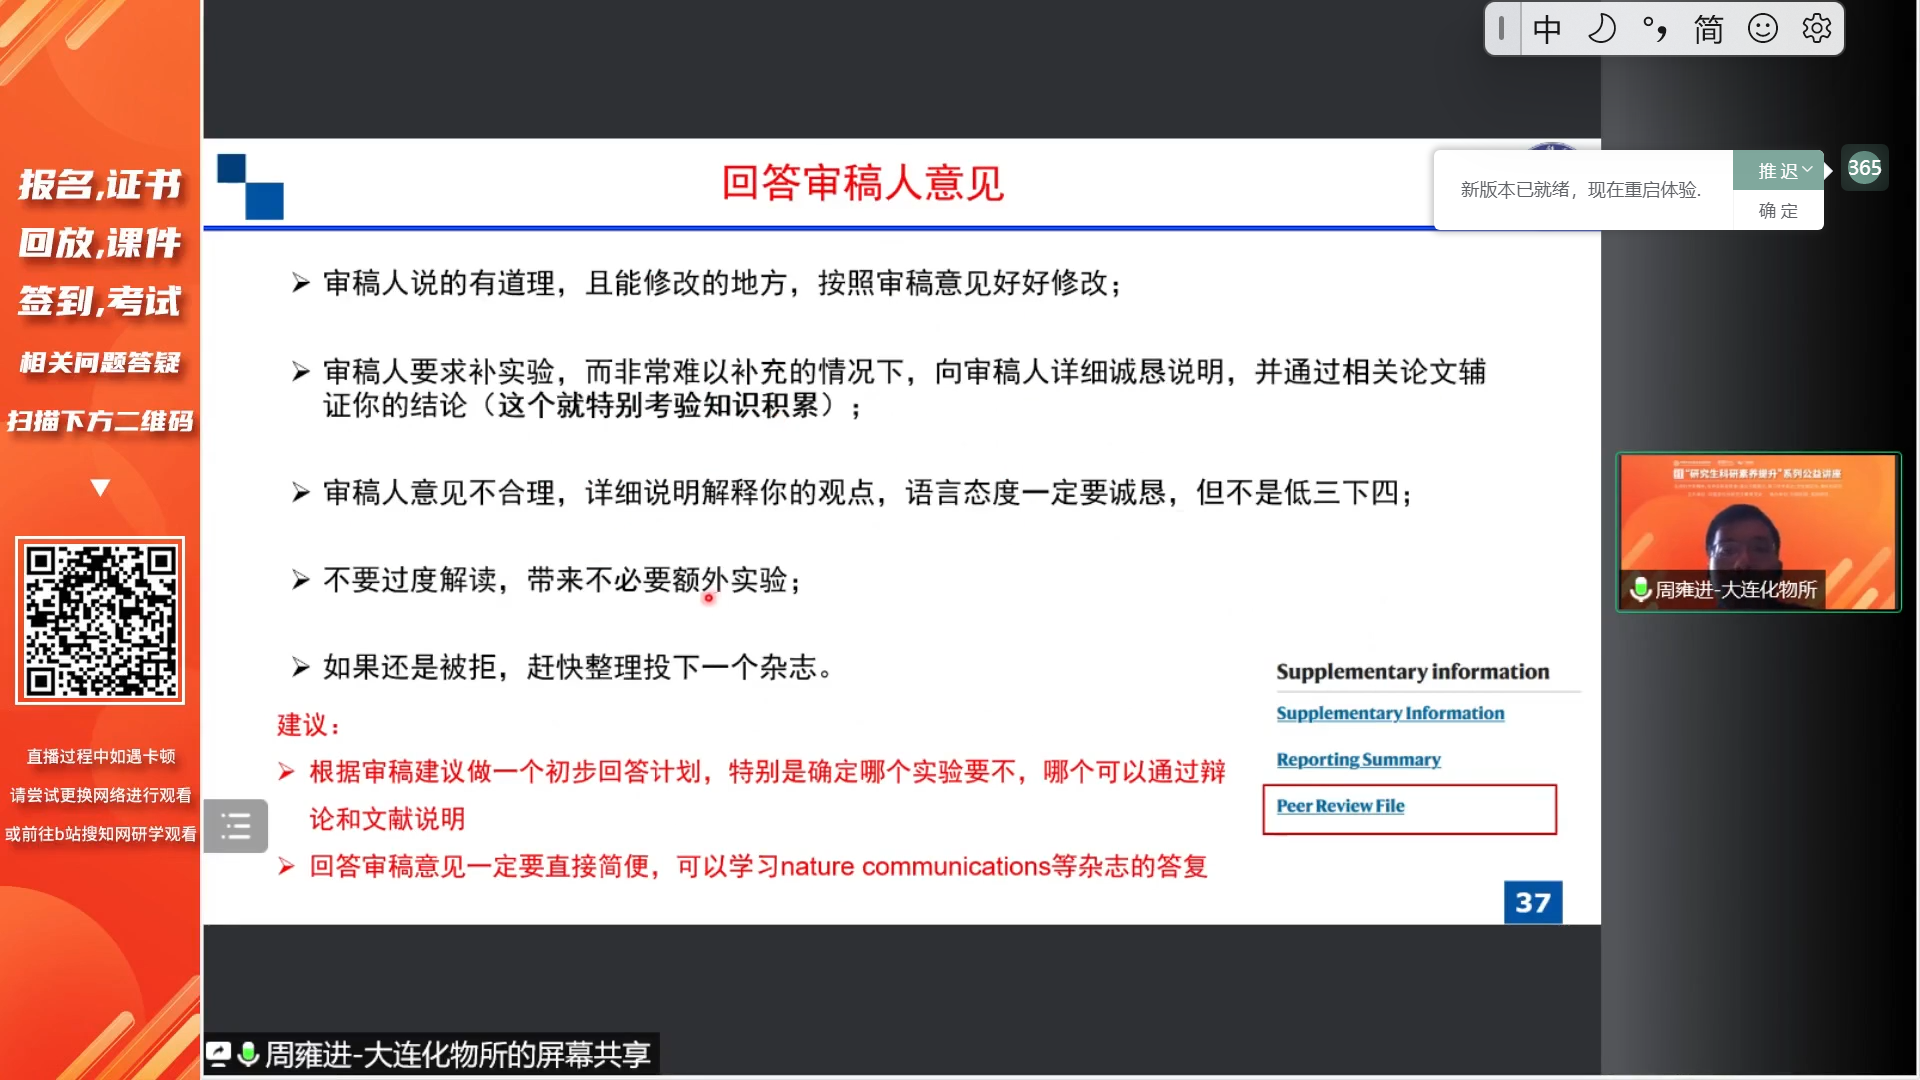 中 简
365
新版本已就绪，现在重启体验.
推迟
确定
报名,证书
回放,课件
签到,考试
相关问题答疑
扫描下方二维码
直播过程中如遇卡顿
请尝试更换网络进行观看
或前往b站搜知网研学观看
回答审稿人意见
➢ 审稿人说的有道理，且能修改的地方，按照审稿意见好好修改；
➢ 审稿人要求补实验，而非常难以补充的情况下，向审稿人详细诚恳说明，并通过相关论文辅
证你的结论（这个就特别考验知识积累）；
➢ 审稿人意见不合理，详细说明解释你的观点，语言态度一定要诚恳，但不是低三下四；
➢ 不要过度解读，带来不必要额外实验；
➢ 如果还是被拒，赶快整理投下一个杂志。
建议：
➢ 根据审稿建议做一个初步回答计划，特别是确定哪个实验要不，哪个可以通过辩
论和文献说明
➢ 回答审稿意见一定要直接简便，可以学习nature communications等杂志的答复
Supplementary information
Supplementary Information
Reporting Summary
Peer Review File
37
"研究生科研素养提升"系列公益讲座
周雍进-大连化物所
周雍进-大连化物所的屏幕共享